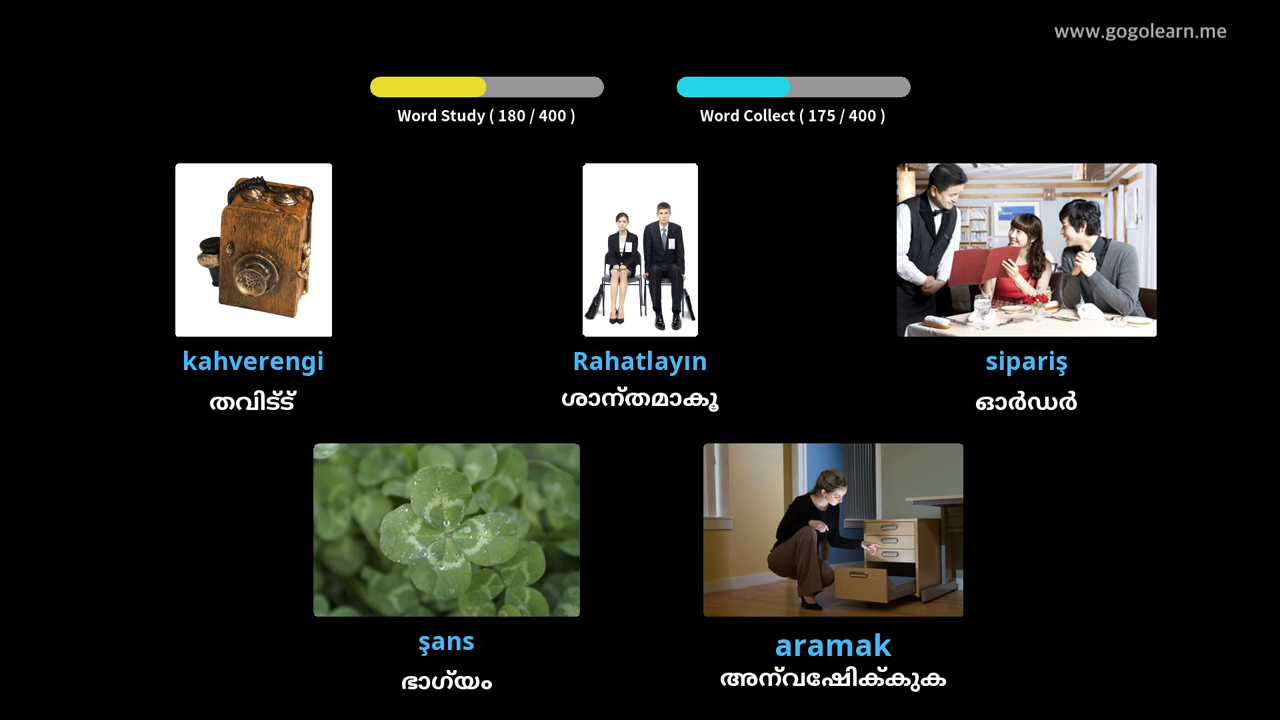 www.gogolearn.me
Word Study ( 180 / 400 )
Word Collect ( 175 / 400 )
kahverengi
Rahatlayın
sipariş
തവിട്ട്
ശാന്തമാകൂ
ഓർഡർ
şans
aramak
ഭാഗ്യം
അന്വേഷിക്കുക